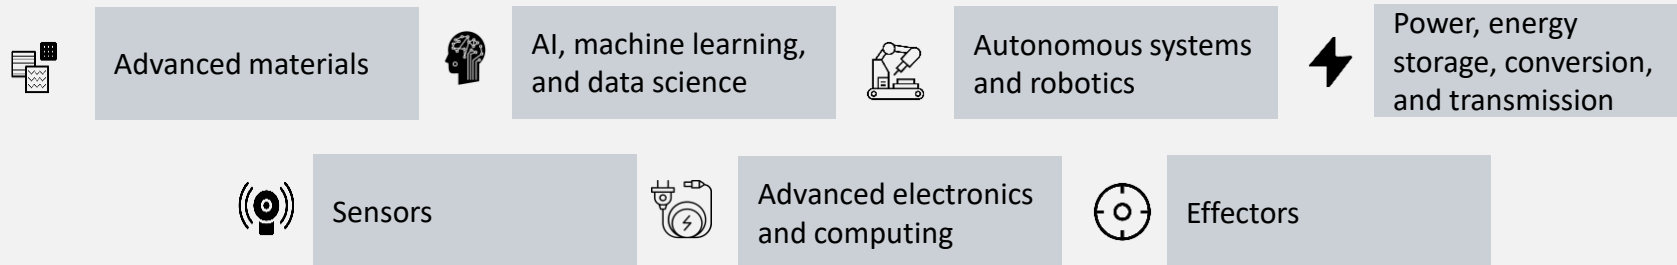 Advanced materials
AI, machine learning,
and data science
Autonomous systems
and robotics
Power, energy
storage, conversion,
and transmission
Sensors
Advanced electronics
and computing
Effectors